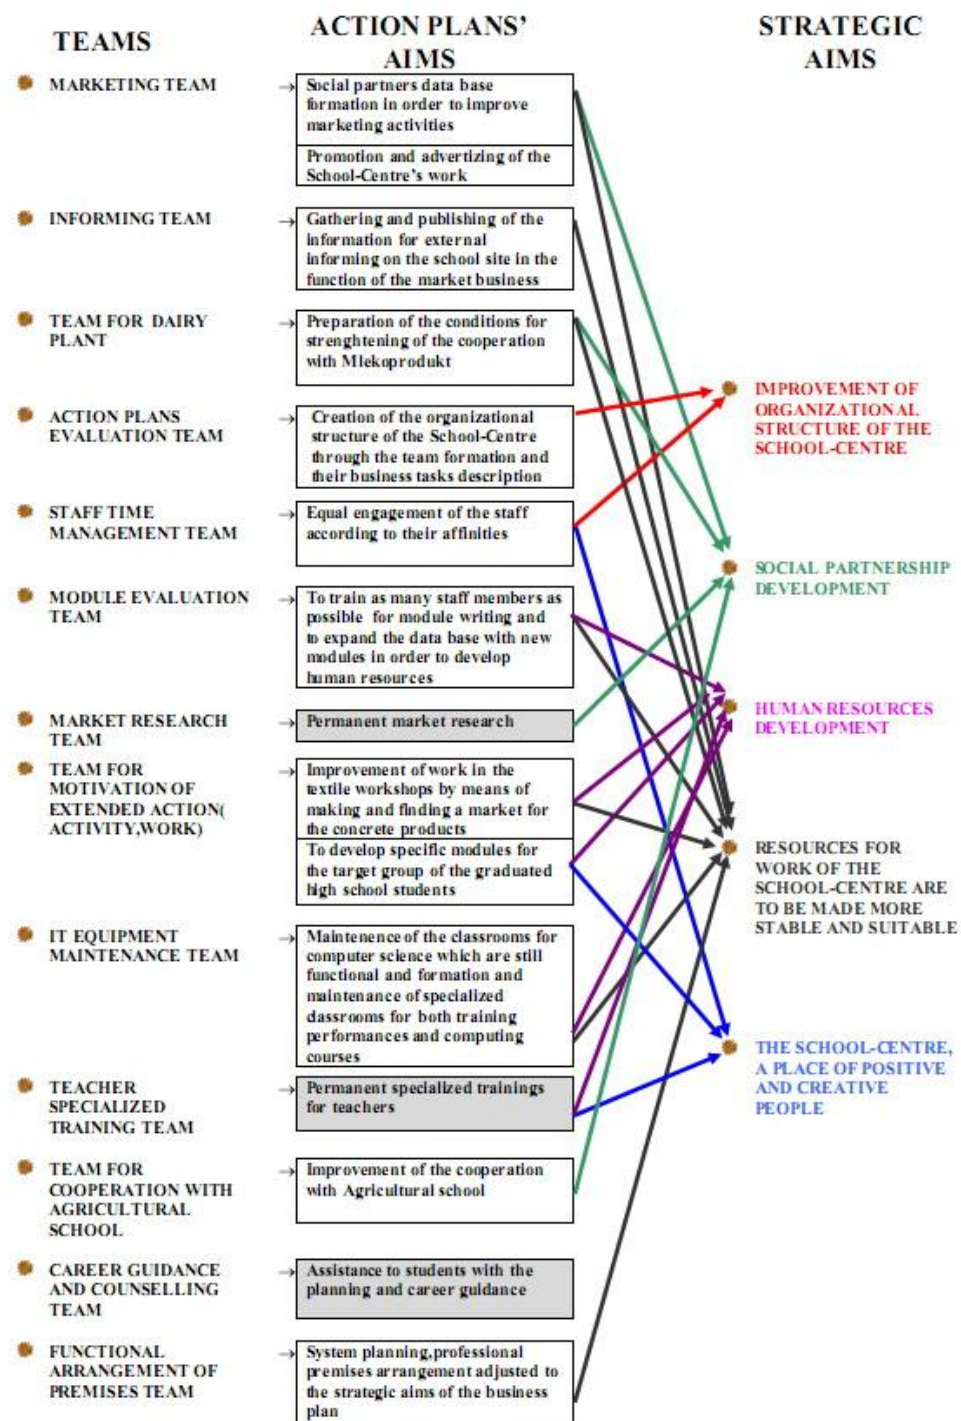 TEAMS
ACTION PLANS'
AIMS
STRATEGIC
AIMS
MARKETING TEAM
Social partners data base
formation in order to improve
marketing activities
Promotion and advertizing of the
School-Centre's work
INFORMING TEAM
Gathering and publishing of the
information for external
informing on the school site in the
function of the market business
TEAM FOR DAIRY
PLANT
Preparation of the conditions for
strenghtening of the cooperation
with Mlekoprodukt
ACTION PLANS
EVALUATION TEAM
Creation of the organizational
structure of the School-Centre
through the team formation and
their business tasks description
STAFF TIME
MANAGEMENT TEAM
Equal engagement of the staff
according to their affinities
MODULE EVALUATION
TEAM
To train as many staff members as
possible for module writing and
to expand the data base with new
modules in order to develop
human resources
MARKET RESEARCH
TEAM
Permanent market research
TEAM FOR
MOTIVATION OF
EXTENDED ACTION(
ACTIVITY,WORK)
Improvement of work in the
textile workshops by means of
making and finding a market for
the concrete products
To develop specific modules for
the target group of the graduated
high school students
IT EQUIPMENT
MAINTENANCE TEAM
Maintenence of the classrooms for
computer science which are still
functional and formation and
maintenance of specialized
classrooms for both training
performances and computing
courses
TEACHER
SPECIALIZED
TRAINING TEAM
Permanent specialized trainings
for teachers
TEAM FOR
COOPERATION WITH
AGRICULTURAL
SCHOOL
Improvement of the cooperation
with Agricultural school
CAREER GUIDANCE
AND COUNSELLING
TEAM
Assistance to students with the
planning and career guidance
FUNCTIONAL
ARRANGEMENT OF
PREMISES TEAM
System planning,professional
premises arrangement adjusted to
the strategic aims of the business
plan
IMPROVEMENT OF
ORGANIZATIONAL
STRUCTURE OF THE
SCHOOL-CENTRE
SOCIAL PARTNERSHIP
DEVELOPMENT
HUMAN RESOURCES
DEVELOPMENT
RESOURCES FOR
WORK OF THE
SCHOOL-CENTRE ARE
TO BE MADE MORE
STABLE AND SUITABLE
THE SCHOOL-CENTRE,
A PLACE OF POSITIVE
AND CREATIVE
PEOPLE